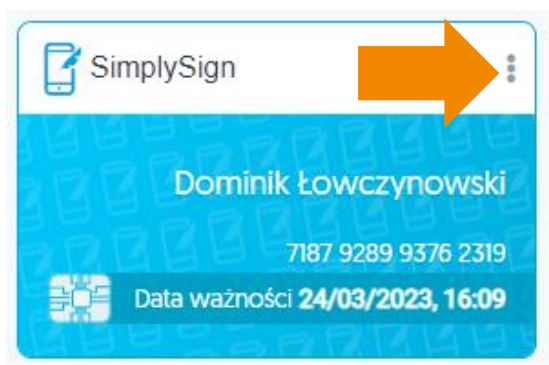 SimplySign
Dominik Łowczynowski
7187 9289 9376 2319
Data ważności 24/03/2023, 16:09